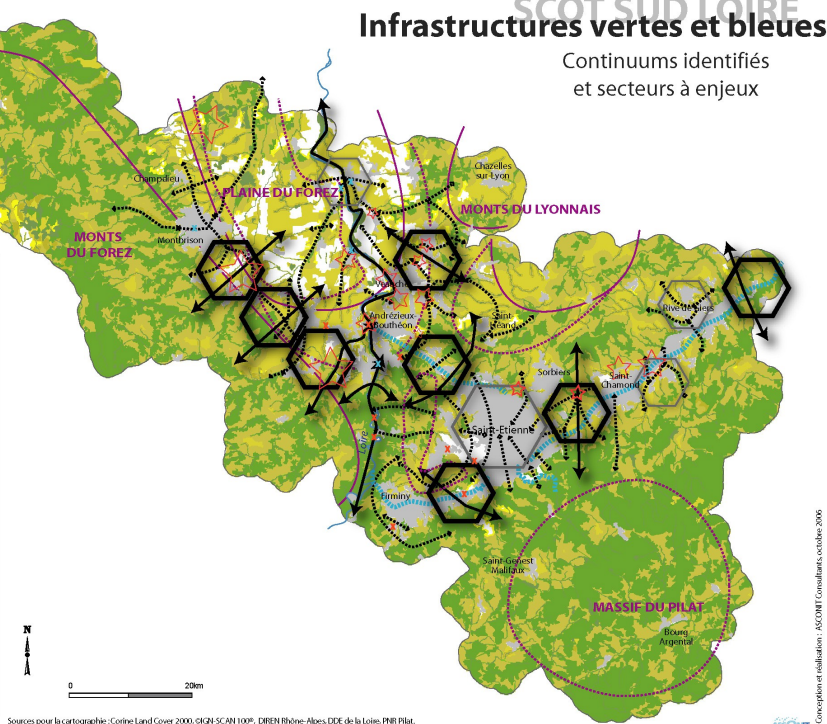 SCOT SUD LOIRE
Infrastructures vertes et bleues
Continuums identifiés
et secteurs à enjeux
Chazelles
sur-Lyon
Champdieu
PLAINE DU FOREZ
MONTS DU LYONNAIS
MONTS
DU FOREZ
Montbrison
Veauche
Rive de Giers
Andrézieux
Bouthéon
Saint-
Héand
Sorbiers
Saint-
Chamond
Saint-Etienne
Loire
Firminy
Saint-Genest
Malifaux
MASSIF DU PILAT
Bourg
Argental
N
0
20km
Sources pour la cartographie : Corine Land Cover 2000, ©IGN-SCAN 100®, DIREN Rhône-Alpes, DDE de la Loire, PNR Pilat,
Conception et réalisation : ASCONIT Consultants, octobre 2006